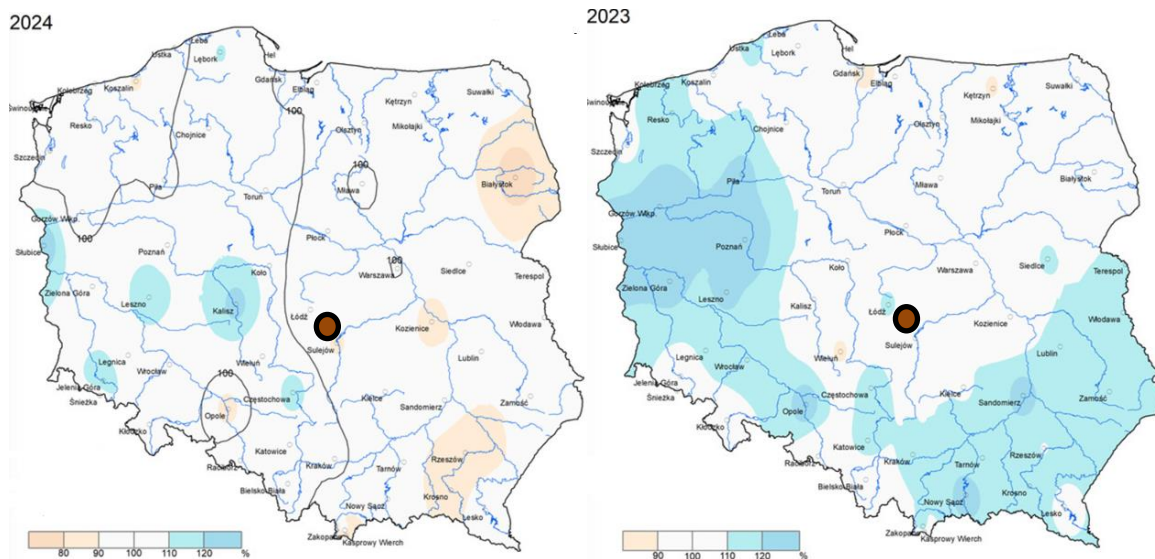 2024
Łeba
Ustka
Lębork
Hel
Kołobrzeg
Koszalin
Gdańsk
Elbląg
Kętrzyn
Suwałki
Resko
Chojnice
100
Olsztyn
Mikołajki
Szczecin
Piła
100
Mława
Białystok
Toruń
Gorzów Wlkp.
100
Słubice
Poznań
Płock
100
Warszawa
Siedlce
Terespol
Koło
Zielona Góra
Leszno
Kalisz
Łódź
Kozienice
Włodawa
Sulejów
Legnica
Wrocław
Wieluń
Lublin
Jelenia Góra
Śnieżka
100
Opole
Częstochowa
Kielce
Sandomierz
Zamość
Kłodzko
Katowice
Racibórz
Kraków
Tarnów
Rzeszów
Bielsko-Biała
Nowy Sącz
Krosno
Lesko
Zakopane
Kasprowy Wierch
80 90 100 110 120 %
2023
Ustka
Łeba
Lębork
Hel
Kołobrzeg
Koszalin
Gdańsk
Elbląg
Kętrzyn
Suwałki
Resko
Chojnice
Olsztyn
Mikołajki
Szczecin
Piła
Mława
Białystok
Toruń
Gorzów Wlkp.
Słubice
Poznań
Płock
Warszawa
Siedlce
Terespol
Koło
Zielona Góra
Leszno
Kalisz
Łódź
Kozienice
Włodawa
Sulejów
Legnica
Wrocław
Wieluń
Lublin
Jelenia Góra
Śnieżka
Opole
Częstochowa
Kielce
Sandomierz
Zamość
Kłodzko
Katowice
Racibórz
Kraków
Tarnów
Rzeszów
Bielsko-Biała
Nowy Sącz
Krosno
Lesko
Kasprowy Wierch
90 100 110 120 %